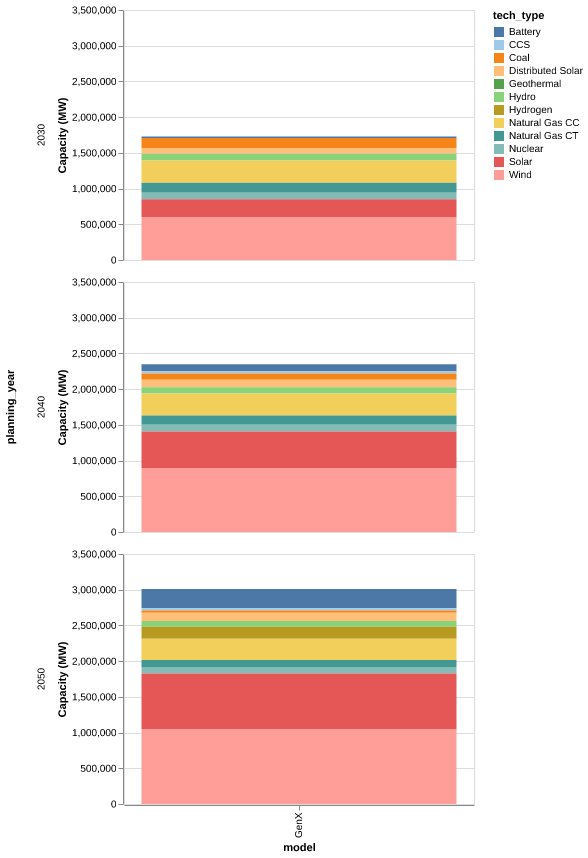 planning_year
2030
Capacity (MW)
3,500,000
3,000,000
2,500,000
2,000,000
1,500,000
1,000,000
500,000
0
2040
Capacity (MW)
3,500,000
3,000,000
2,500,000
2,000,000
1,500,000
1,000,000
500,000
0
2050
Capacity (MW)
3,500,000
3,000,000
2,500,000
2,000,000
1,500,000
1,000,000
500,000
0
GenX
model
tech_type
Battery
CCS
Coal
Distributed Solar
Geothermal
Hydro
Hydrogen
Natural Gas CC
Natural Gas CT
Nuclear
Solar
Wind